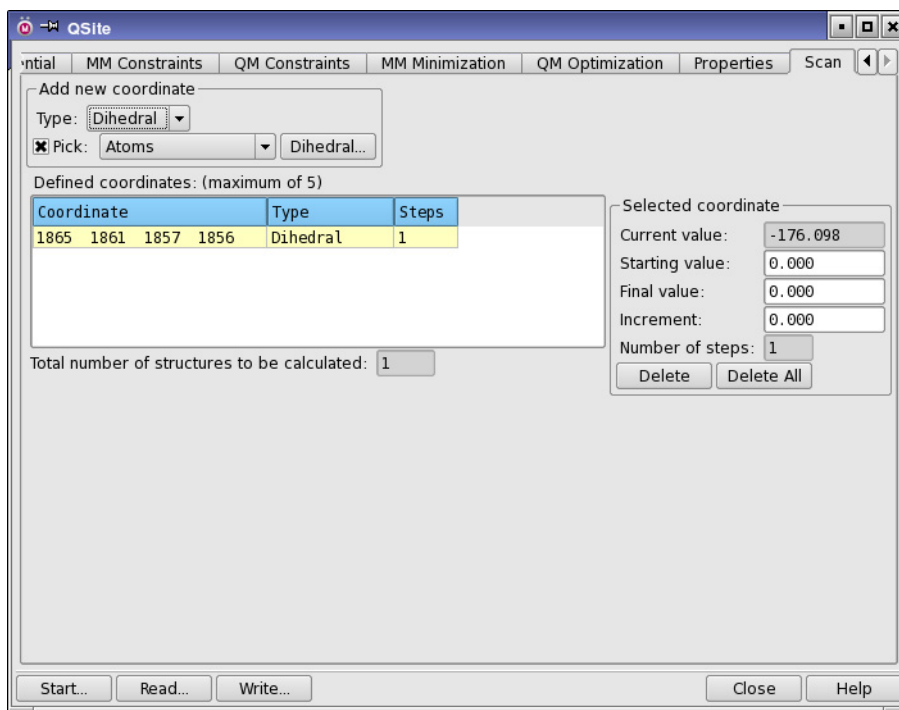 QSite
ntial MM Constraints QM Constraints MM Minimization QM Optimization Properties Scan
Add new coordinate
Type: Dihedral
Pick: Atoms Dihedral...
Defined coordinates: (maximum of 5)
Coordinate Type Steps
1865 1861 1857 1856 Dihedral 1
Total number of structures to be calculated: 1
Selected coordinate
Current value: -176.098
Starting value: 0.000
Final value: 0.000
Increment: 0.000
Number of steps: 1
Delete Delete All
Start... Read... Write... Close Help